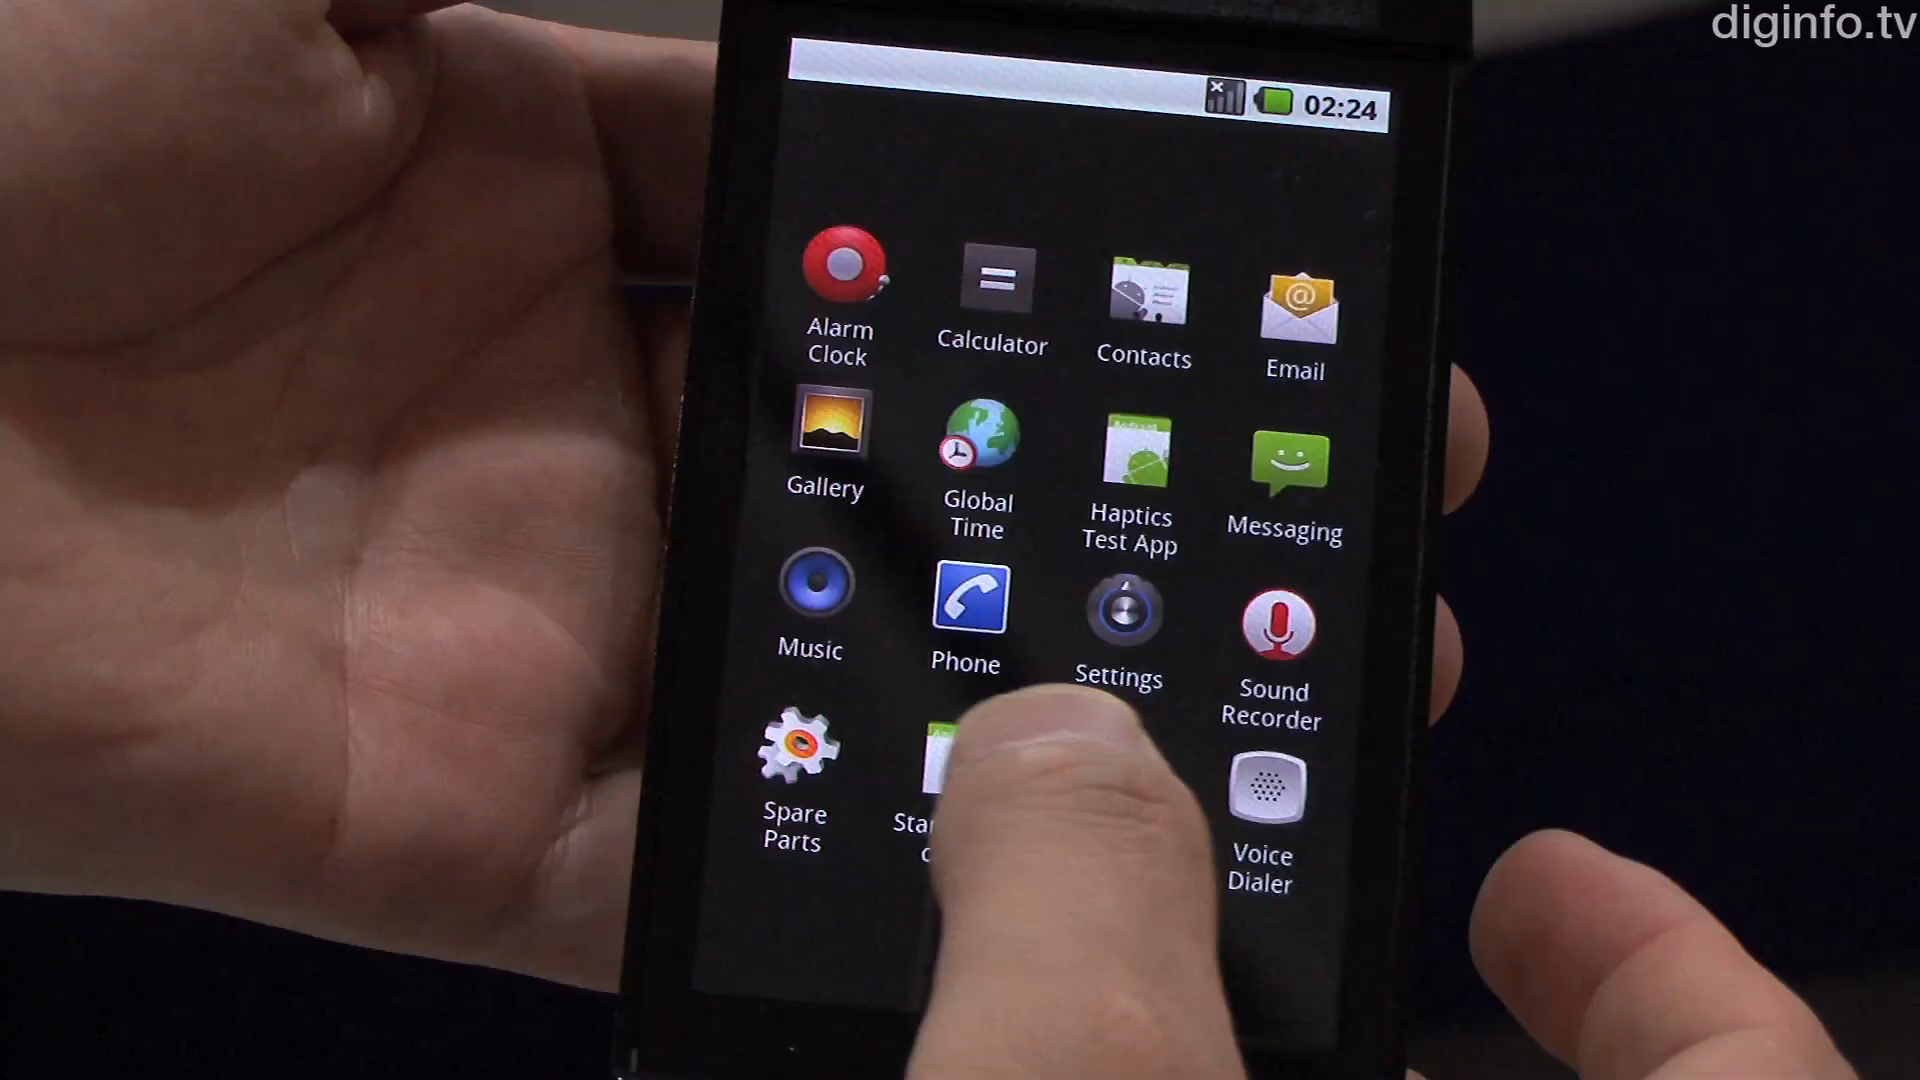 diginfo.tv
02:24
Alarm
Clock
Calculator
Contacts
Email
Gallery
Global
Time
Haptics
Test App
Messaging
Music
Phone
Settings
Sound
Recorder
Spare
Parts
Voice
Dialer